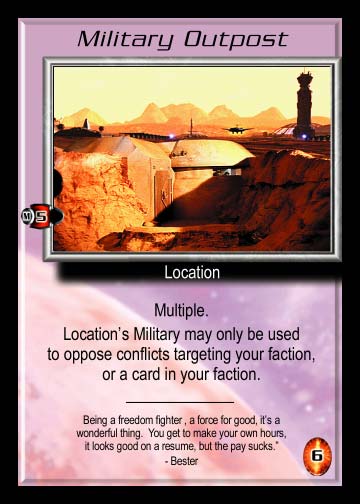 Military Outpost
M 5
Location
Multiple.
Location's Military may only be used
to oppose conflicts targeting your faction,
or a card in your faction.
Being a freedom fighter , a force for good, it's a
wonderful thing. You get to make your own hours,
it looks good on a resume, but the pay sucks."
- Bester
6